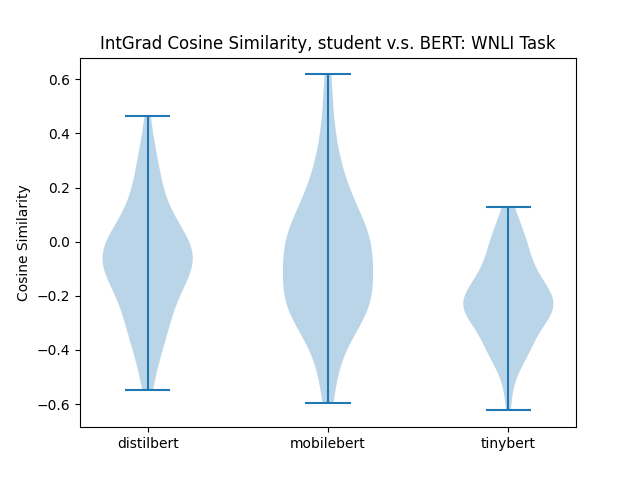 IntGrad Cosine Similarity, student v.s. BERT: WNLI Task
Cosine Similarity
0.6
0.4
0.2
0.0
−0.2
−0.4
−0.6
distilbert
mobilebert
tinybert